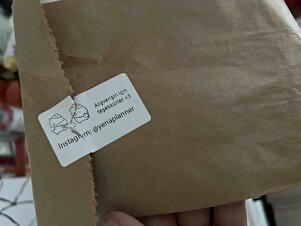 Alışverişin için
teşekkürler <3
Instagram: @yenaplanner